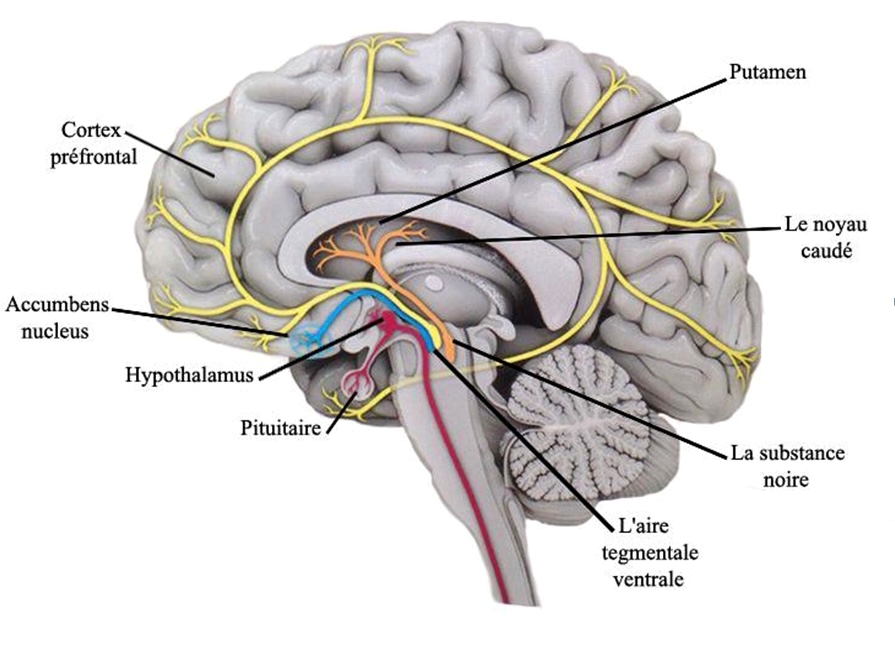 Putamen
Cortex
préfrontal
Le noyau
caudé
Accumbens
nucleus
Hypothalamus
Pituitaire
La substance
noire
L'aire
tegmentale
ventrale